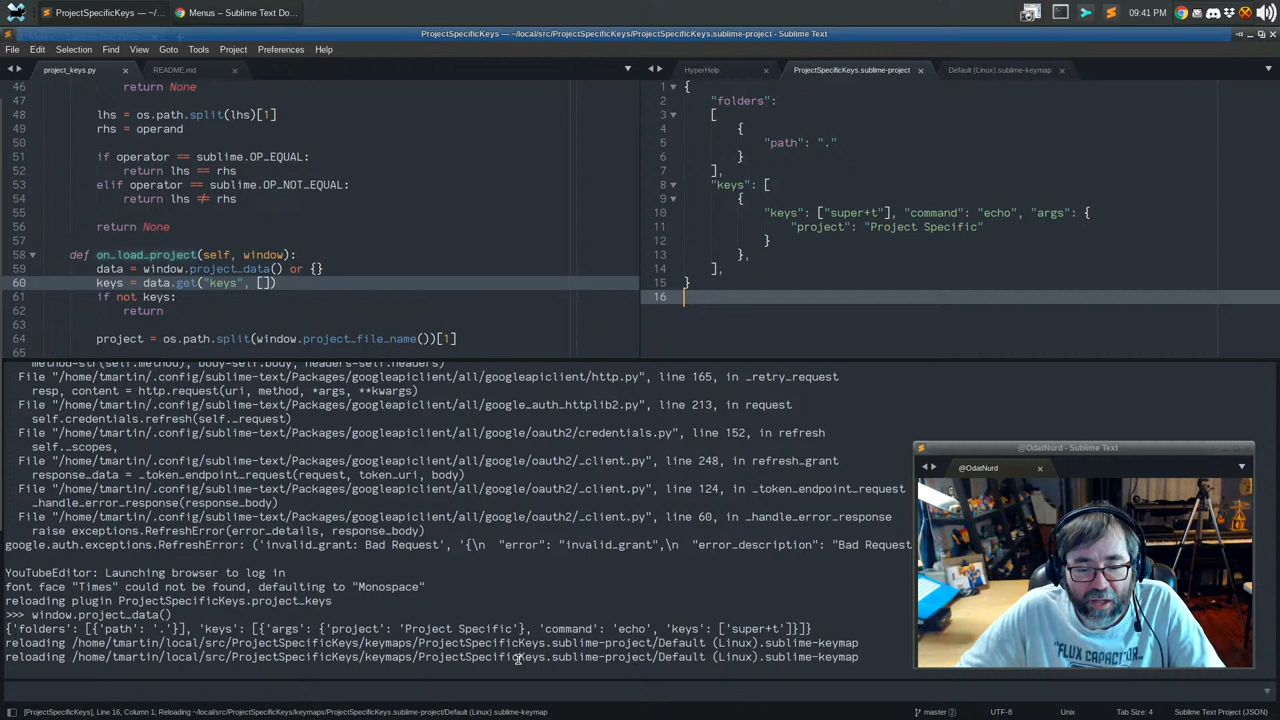 ProjectSpecificKeys — ~/...
Menus – Sublime Text Do...
09:41 PM
ProjectSpecificKeys — ~/local/src/ProjectSpecificKeys/ProjectSpecificKeys.sublime-project - Sublime Text
File Edit Selection Find View Goto Tools Project Preferences Help
project_keys.py
README.md
46 return None
47
48 lhs = os.path.split(lhs)[1]
49 rhs = operand
50
51 if operator == sublime.OP_EQUAL:
52 return lhs == rhs
53 elif operator == sublime.OP_NOT_EQUAL:
54 return lhs ≠ rhs
55
56 return None
57
58 def on_load_project(self, window):
59 data = window.project_data() or {}
60 keys = data.get("keys", [])
61 if not keys:
62 return
63
64 project = os.path.split(window.project_file_name())[1]
65
HyperHelp
ProjectSpecificKeys.sublime-project
Default (Linux).sublime-keymap
1 {
2 "folders":
3 [
4 {
5 "path": "."
6 }
7 ],
8 "keys": [
9 {
10 "keys": ["super+t"], "command": "echo", "args": {
11 "project": "Project Specific"
12 }
13 },
14 ],
15 }
16
method=str(self.method), body=self.body, headers=self.headers)
File "/home/tmartin/.config/sublime-text/Packages/googleapiclient/all/googleapiclient/http.py", line 165, in _retry_request
resp, content = http.request(uri, method, *args, **kwargs)
File "/home/tmartin/.config/sublime-text/Packages/googleapiclient/all/google_auth_httplib2.py", line 213, in request
self.credentials.refresh(self._request)
File "/home/tmartin/.config/sublime-text/Packages/googleapiclient/all/google/oauth2/credentials.py", line 152, in refresh
self._scopes,
File "/home/tmartin/.config/sublime-text/Packages/googleapiclient/all/google/oauth2/_client.py", line 248, in refresh_grant
response_data = _token_endpoint_request(request, token_uri, body)
File "/home/tmartin/.config/sublime-text/Packages/googleapiclient/all/google/oauth2/_client.py", line 124, in _token_endpoint_request
_handle_error_response(response_body)
File "/home/tmartin/.config/sublime-text/Packages/googleapiclient/all/google/oauth2/_client.py", line 60, in _handle_error_response
raise exceptions.RefreshError(error_details, response_body)
google.auth.exceptions.RefreshError: ('invalid_grant: Bad Request', '{\n "error": "invalid_grant",\n "error_description": "Bad Request
YouTubeEditor: Launching browser to log in
font face "Times" could not be found, defaulting to "Monospace"
reloading plugin ProjectSpecificKeys.project_keys
>>> window.project_data()
{'folders': [{'path': '.'}], 'keys': [{'args': {'project': 'Project Specific'}, 'command': 'echo', 'keys': ['super+t']}]}
reloading /home/tmartin/local/src/ProjectSpecificKeys/keymaps/ProjectSpecificKeys.sublime-project/Default (Linux).sublime-keymap
reloading /home/tmartin/local/src/ProjectSpecificKeys/keymaps/ProjectSpecificKeys.sublime-project/Default (Linux).sublime-keymap
@OdatNurd - Sublime Text
@OdatNurd
"FLUX CAPACITOR
[ProjectSpecificKeys], Line 16, Column 1; Reloading ~/local/src/ProjectSpecificKeys/keymaps/ProjectSpecificKeys.sublime-project/Default (Linux).sublime-keymap
master (2)
UTF-8
Unix
Tab Size: 4
Sublime Text Project (JSON)